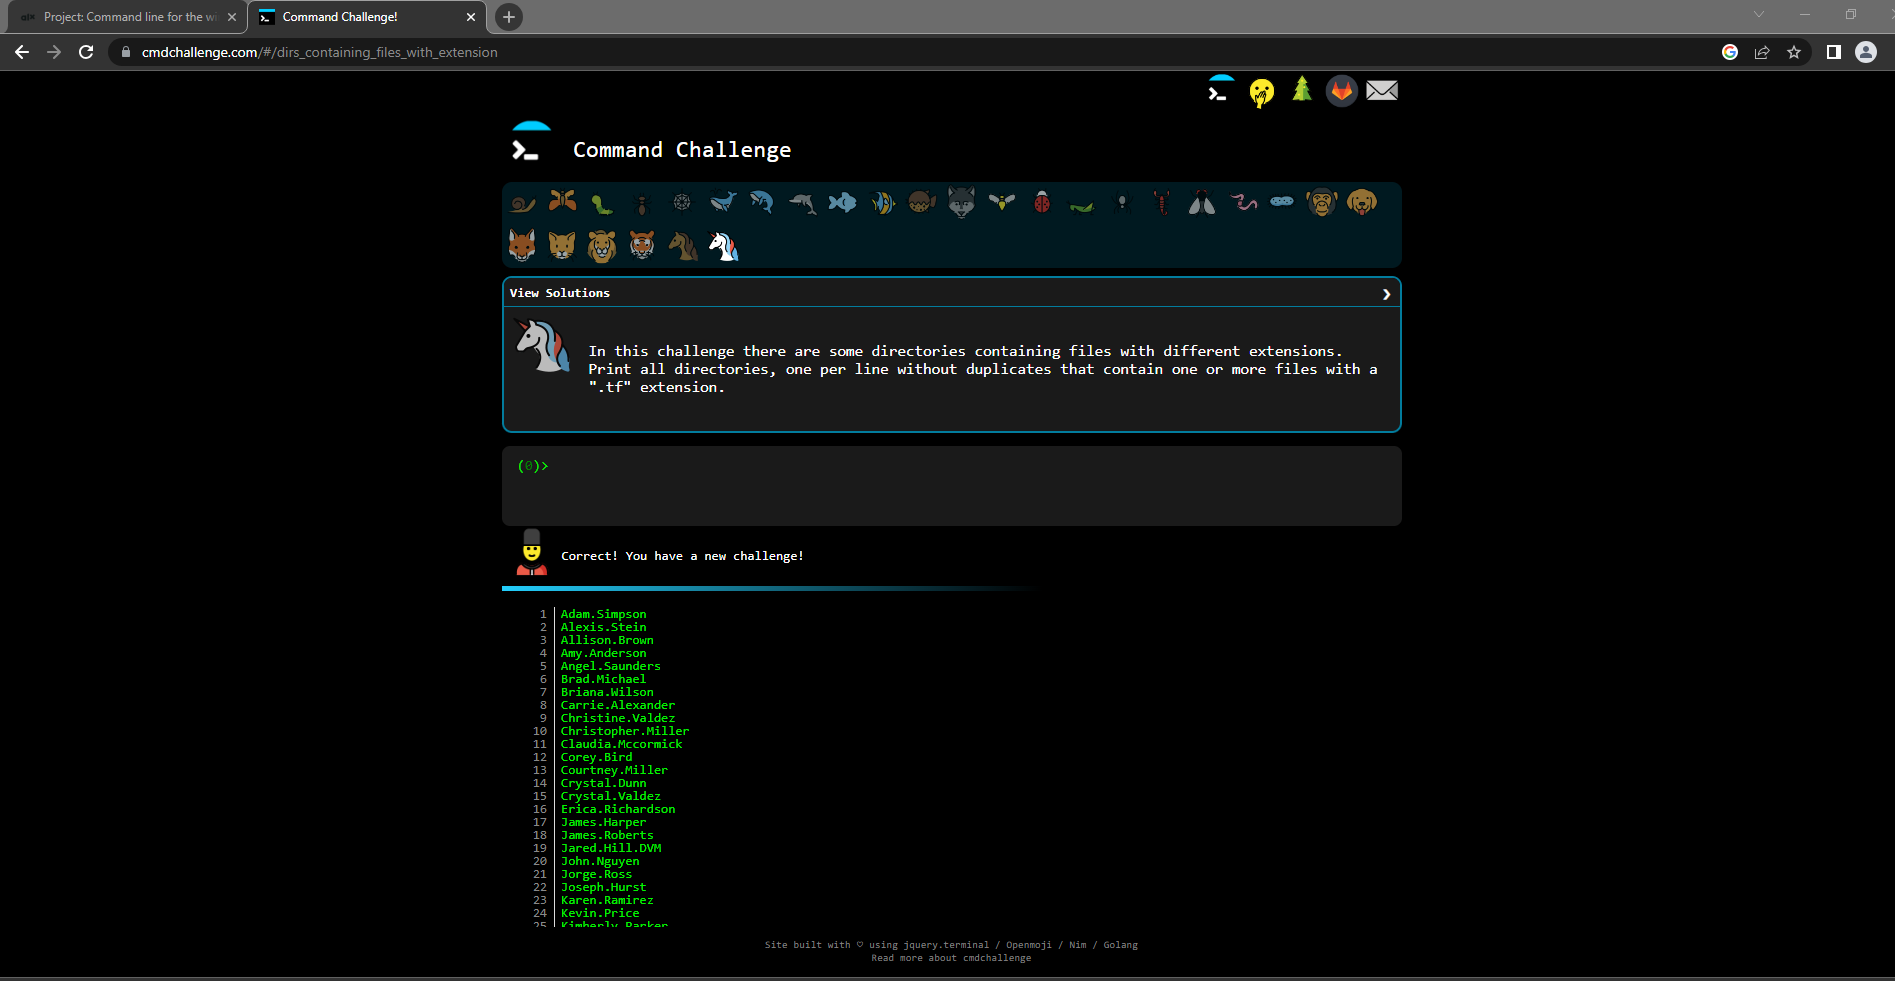 Project: Command line for the wi
Command Challenge!
cmdchallenge.com/#/dirs_containing_files_with_extension
Command Challenge
View Solutions
In this challenge there are some directories containing files with different extensions.
Print all directories, one per line without duplicates that contain one or more files with a
".tf" extension.
(0)>
Correct! You have a new challenge!
1 Adam.Simpson
2 Alexis.Stein
3 Allison.Brown
4 Amy.Anderson
5 Angel.Saunders
6 Brad.Michael
7 Briana.Wilson
8 Carrie.Alexander
9 Christine.Valdez
10 Christopher.Miller
11 Claudia.Mccormick
12 Corey.Bird
13 Courtney.Miller
14 Crystal.Dunn
15 Crystal.Valdez
16 Erica.Richardson
17 James.Harper
18 James.Roberts
19 Jared.Hill.DVM
20 John.Nguyen
21 Jorge.Ross
22 Joseph.Hurst
23 Karen.Ramirez
24 Kevin.Price
25 Kimberly.Parker
Site built with ♡ using jquery.terminal / Openmoji / Nim / Golang
Read more about cmdchallenge